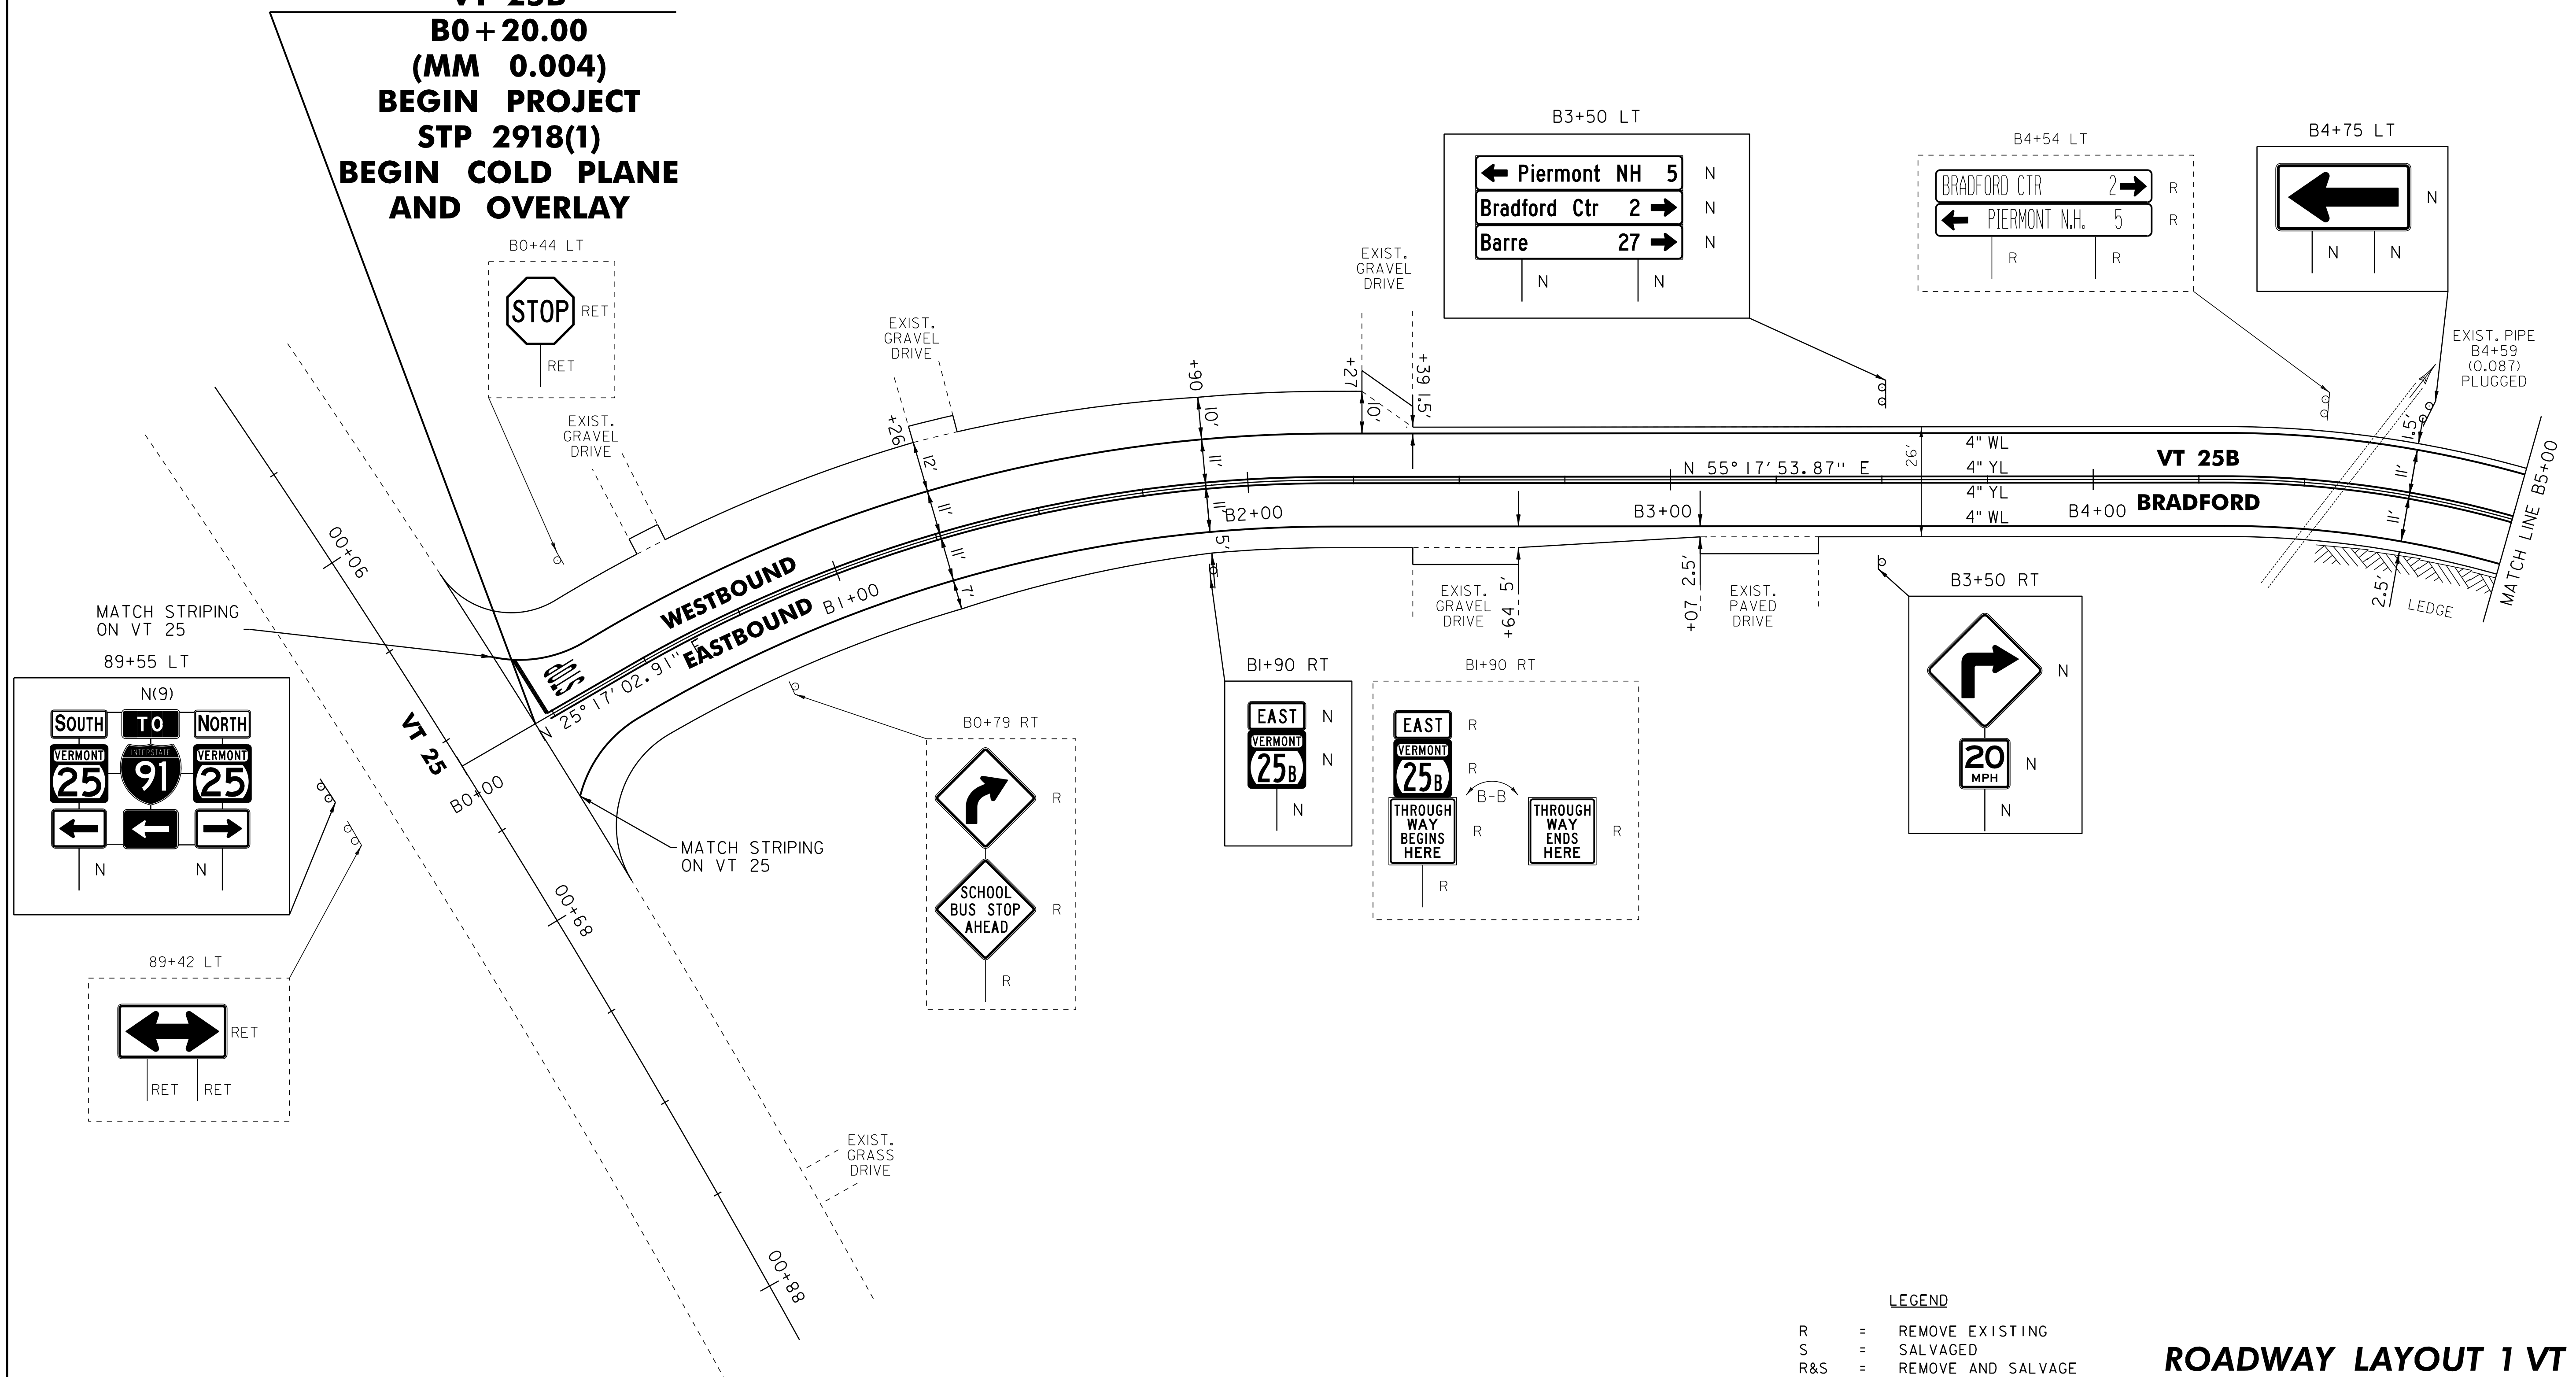 VT 25B
B0+20.00
(MM 0.004)
BEGIN PROJECT
STP 2918(1)
BEGIN COLD PLANE
AND OVERLAY
B0+44 LT
STOP
RET
RET
EXIST.
GRAVEL
DRIVE
EXIST.
GRAVEL
DRIVE
EXIST.
GRAVEL
DRIVE
B3+50 LT
← Piermont NH 5
N
Bradford Ctr 2 →
N
Barre 27 →
N
N
N
B4+54 LT
BRADFORD CTR 2 →
R
← PIERMONT N.H. 5
R
R
R
B4+75 LT
N
N
N
EXIST. PIPE
B4+59
(0.087)
PLUGGED
+26
12'
11'
11'
7'
+90
10'
11'
11'
5'
+27
10'
+39 1.5'
26'
4" WL
4" YL
4" YL
4" WL
N 55° 17' 53.87" E
VT 25B
BRADFORD
B2+00
B3+00
B4+00
1.5'
11'
11'
2.5'
LEDGE
MATCH LINE B5+00
WESTBOUND
EASTBOUND
B1+00
N 25° 17' 02.91" E
STOP
B0+00
VT 25
90+00
89+00
88+00
MATCH STRIPING
ON VT 25
MATCH STRIPING
ON VT 25
89+55 LT
N(9)
SOUTH TO NORTH
VERMONT 25
INTERSTATE 91
VERMONT 25
N
N
89+42 LT
RET
RET
RET
EXIST.
GRASS
DRIVE
B0+79 RT
R
SCHOOL
BUS STOP
AHEAD
R
R
B1+90 RT
EAST
N
VERMONT
25B
N
N
B1+90 RT
EAST
R
VERMONT
25B
R
THROUGH
WAY
BEGINS
HERE
R
B-B
THROUGH
WAY
ENDS
HERE
R
R
EXIST.
GRAVEL
DRIVE
+64 5'
+07 2.5'
EXIST.
PAVED
DRIVE
B3+50 RT
N
20
MPH
N
N
LEGEND
R = REMOVE EXISTING
S = SALVAGED
R&S = REMOVE AND SALVAGE
ROADWAY LAYOUT 1 VT